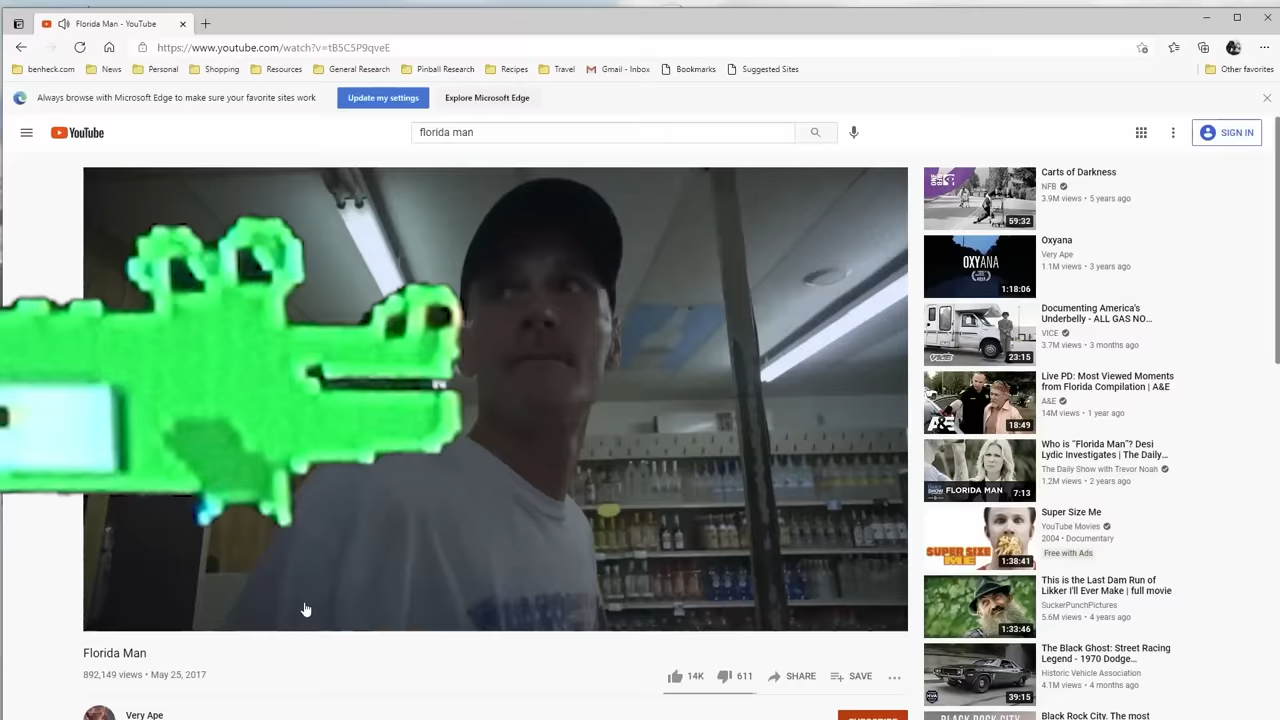 Florida Man - YouTube
https://www.youtube.com/watch?v=tB5C5P9qveE
benheck.com News Personal Shopping Resources General Research Pinball Research Recipes Travel Gmail - Inbox Bookmarks Suggested Sites Other favorites
Always browse with Microsoft Edge to make sure your favorite sites work Update my settings Explore Microsoft Edge
YouTube florida man SIGN IN
Carts of Darkness
NFB
3.9M views • 5 years ago
59:32
Oxyana
Very Ape
1.1M views • 3 years ago
OXYANA
1:18:06
Documenting America's
Underbelly - ALL GAS NO...
VICE
3.7M views • 3 months ago
VICE
23:15
Live PD: Most Viewed Moments
from Florida Compilation | A&E
A&E
14M views • 1 year ago
A&E
18:49
Who is “Florida Man”? Desi
Lydic Investigates | The Daily...
The Daily Show with Trevor Noah
1.2M views • 2 years ago
FLORIDA MAN
7:13
Super Size Me
YouTube Movies
2004 • Documentary
Free with Ads
SUPER SIZE
ME
1:38:41
This is the Last Dam Run of
Likker I'll Ever Make | full movie
SuckerPunchPictures
5.6M views • 4 years ago
1:33:46
The Black Ghost: Street Racing
Legend - 1970 Dodge...
Historic Vehicle Association
4.1M views • 4 months ago
39:15
Black Rock City. The most
BLACK ROCK CITY
Florida Man
892,149 views • May 25, 2017
14K 611 SHARE SAVE
Very Ape
SUBSCRIBE